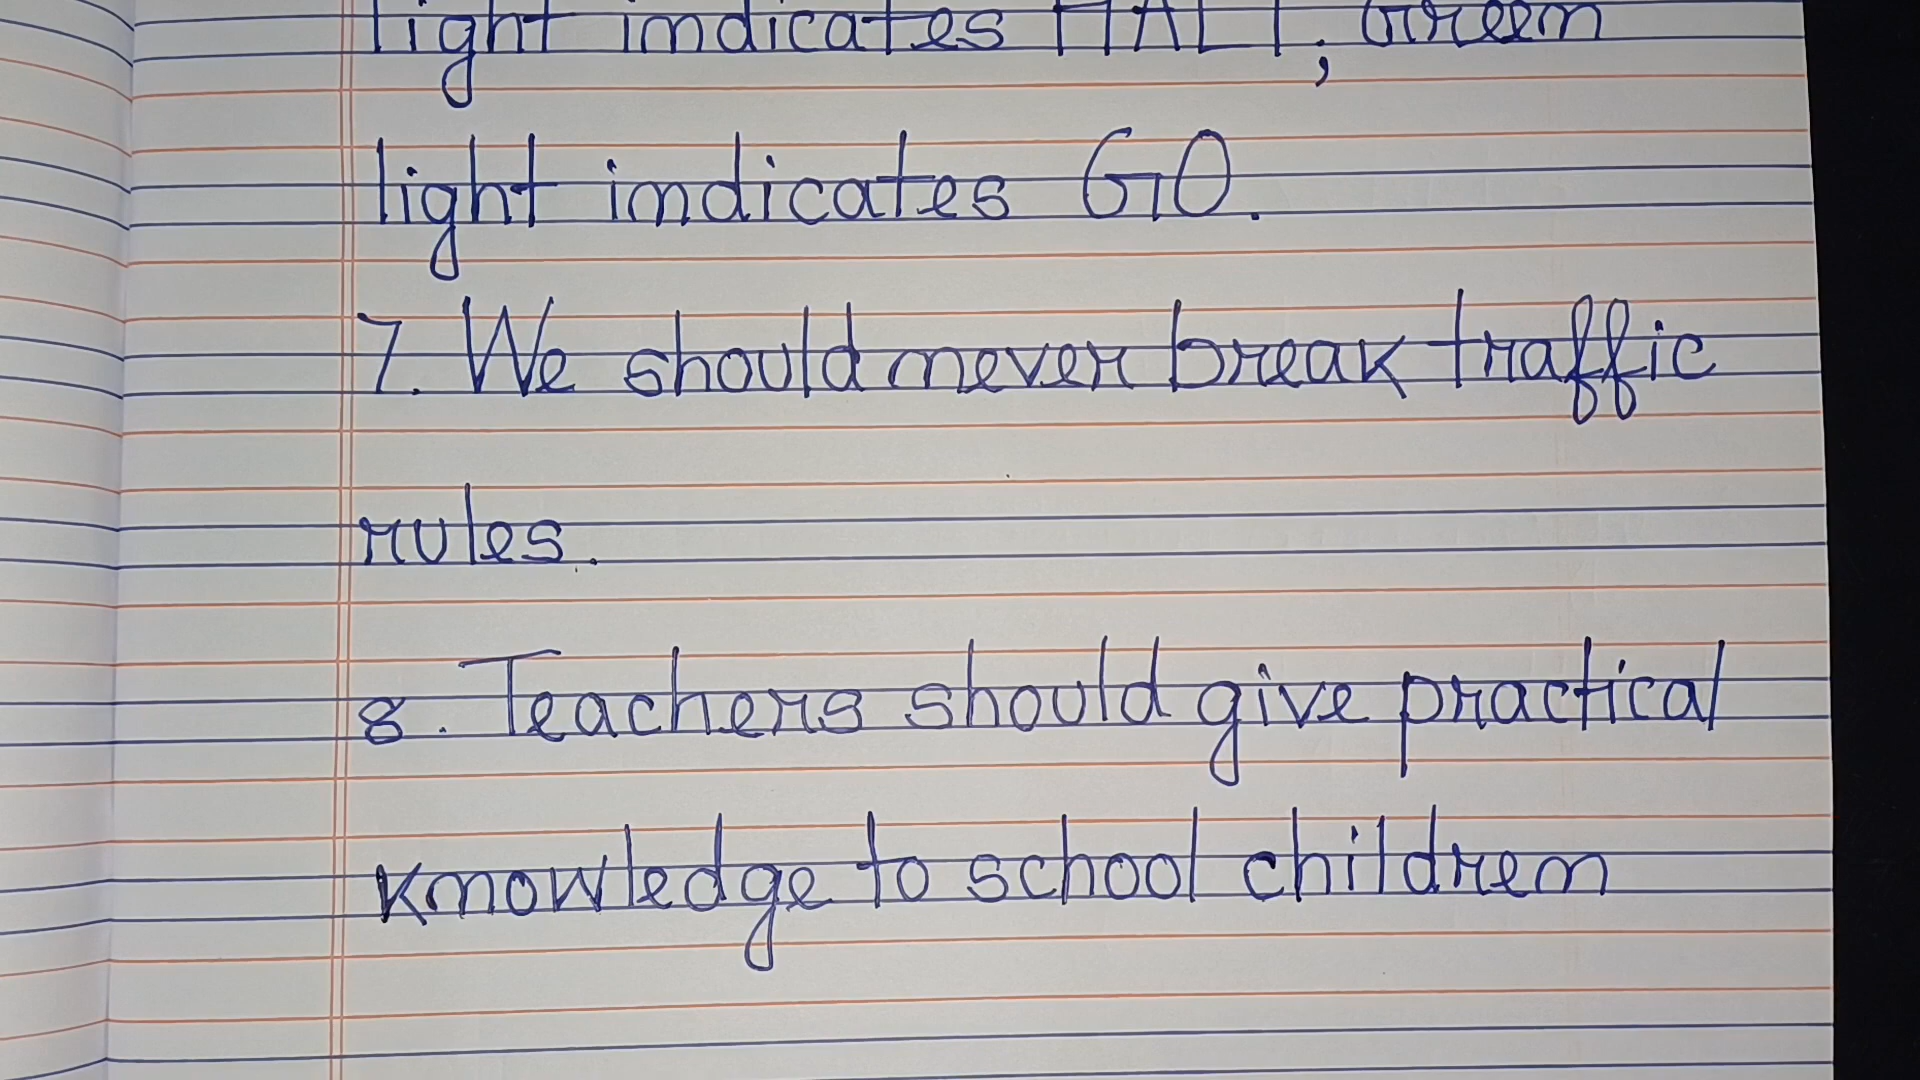 light indicates HALT; Green
light indicates GO.
7. We should never break traffic
rules.
8. Teachers should give practical
knowledge to school children